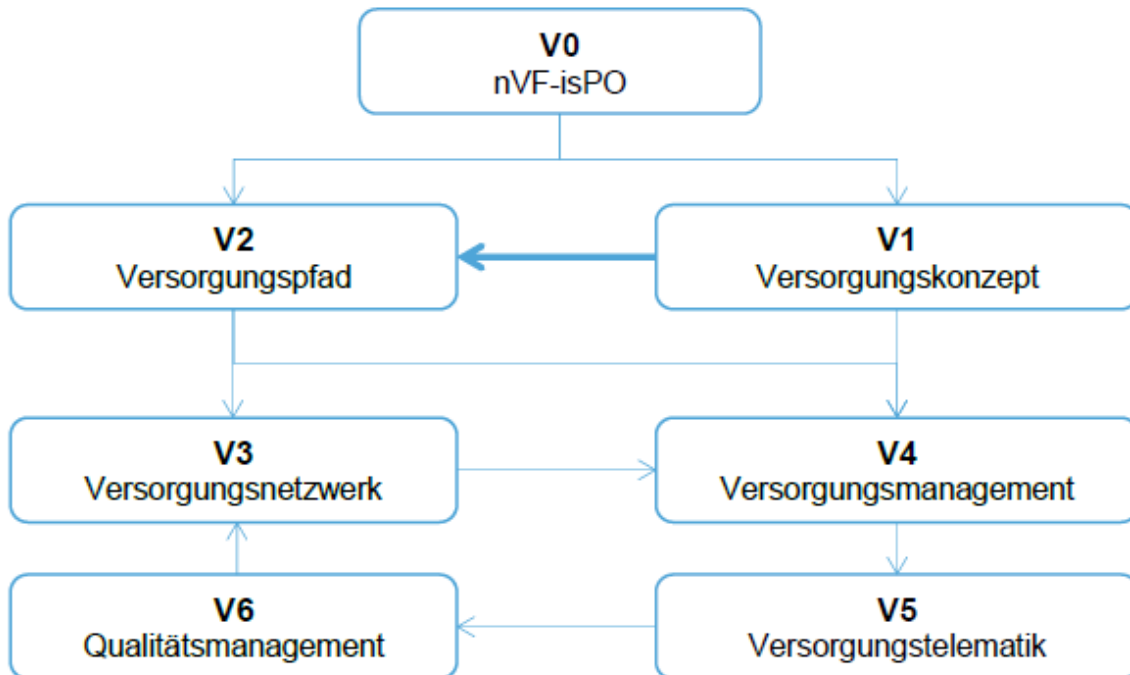 V0
nVF-isPO
V2
Versorgungspfad
V1
Versorgungskonzept
V3
Versorgungsnetzwerk
V4
Versorgungsmanagement
V6
Qualitätsmanagement
V5
Versorgungstelematik